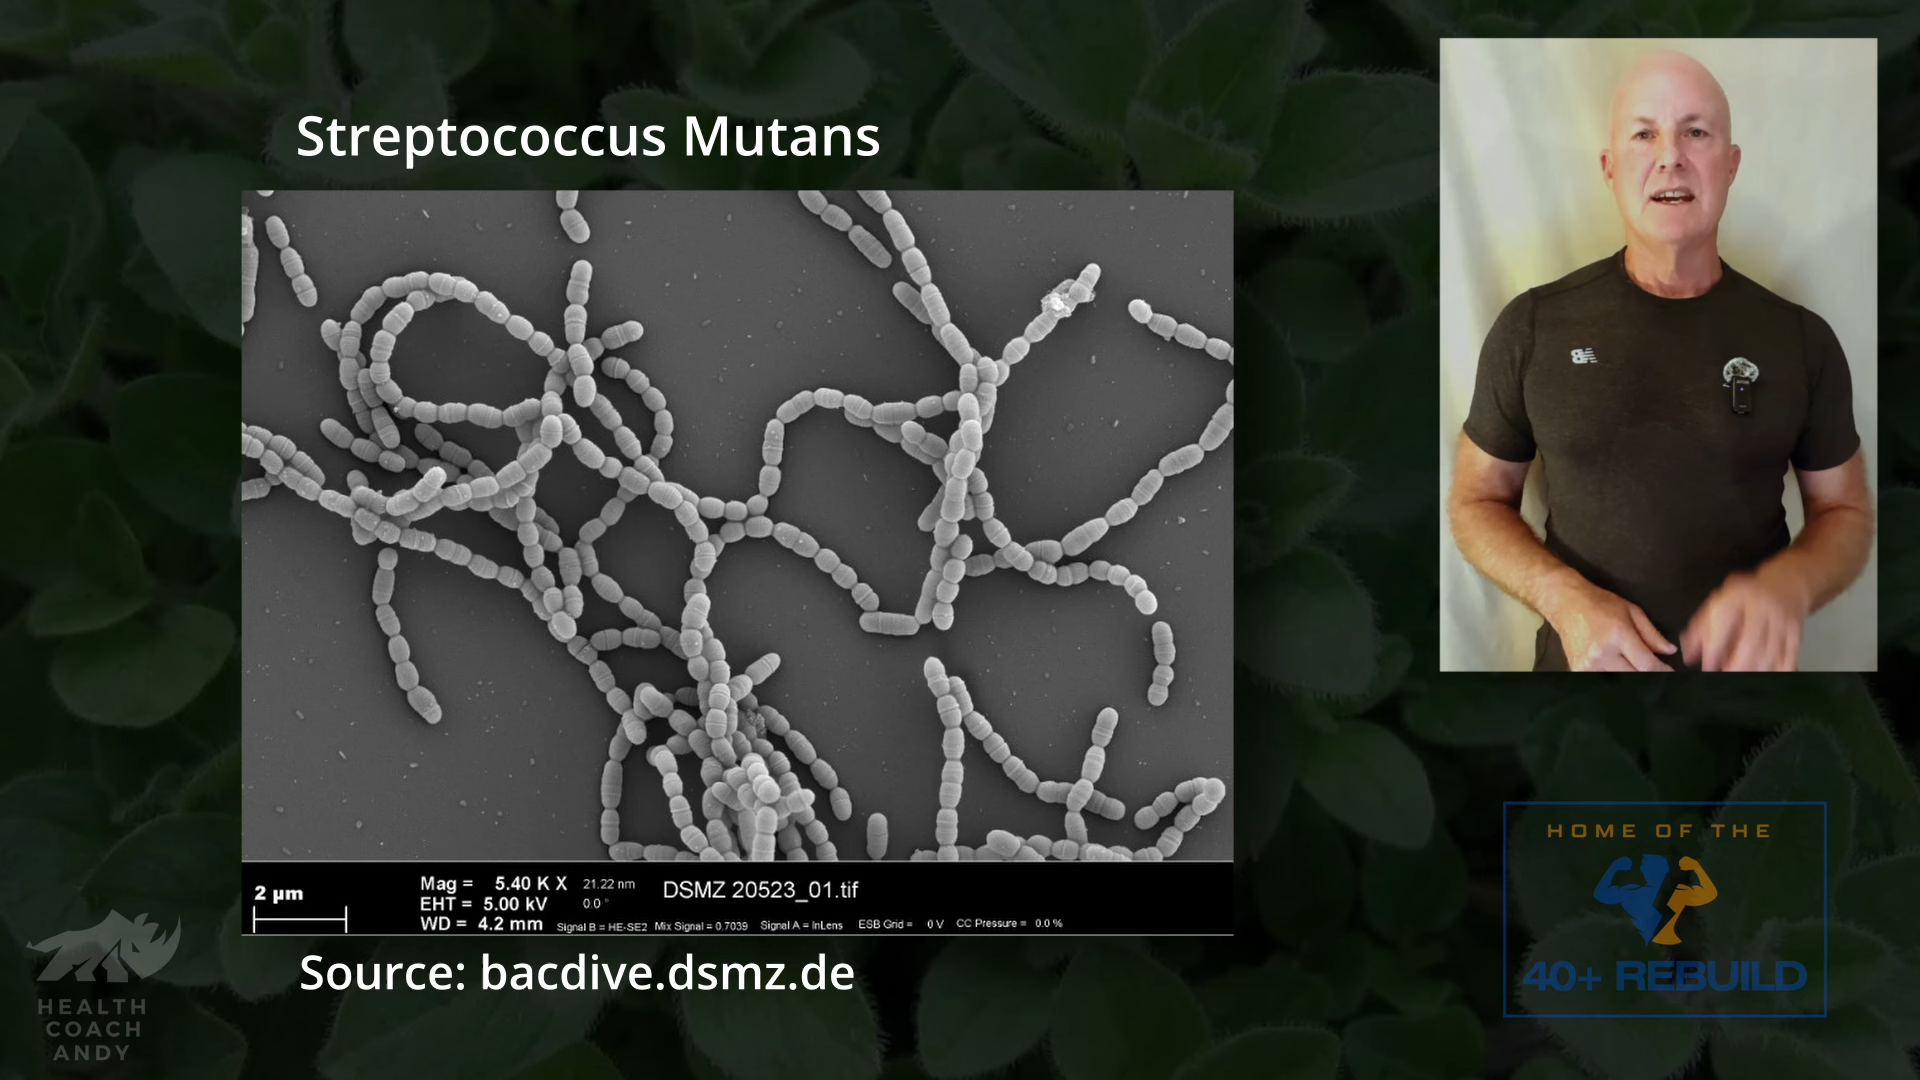 Streptococcus Mutans
2 µm
Mag = 5.40 K X 21.22 nm
EHT = 5.00 kV 0.0 °
WD = 4.2 mm Signal B = HE-SE2 Mix Signal = 0.7039 Signal A = InLens ESB Grid = 0 V CC Pressure = 0.0 %
DSMZ 20523_01.tif
Source: bacdive.dsmz.de
HEALTH
COACH
ANDY
HOME OF THE
40+ REBUILD